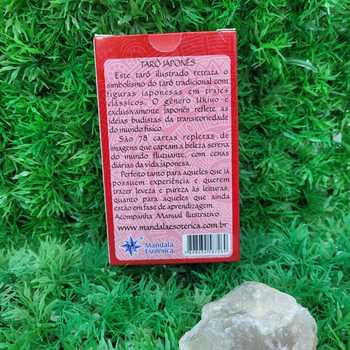 TARÔ JAPONÊS
Este tarô ilustrado retrata o
simbolismo do tarô tradicional com
figuras japonesas em trajes
clássicos. O gênero Ukiwo e
exclusivamente japonês reflete as
idéias budistas da transitoriedade
do mundo físico.
São 78 cartas repletas de
imagens que captam a beleza serena
do mundo flutuante, com cenas
diárias da vida japonesa.
Perfeito tanto para aqueles que já
possuem experiência e querem
trazer leveza e pureza às leituras,
quanto para aqueles que ainda
estão em fase de aprendizagem.
Acompanha Manual Ilustrativo.
www.mandalaesoterica.com.br
Mandala
Esotérica